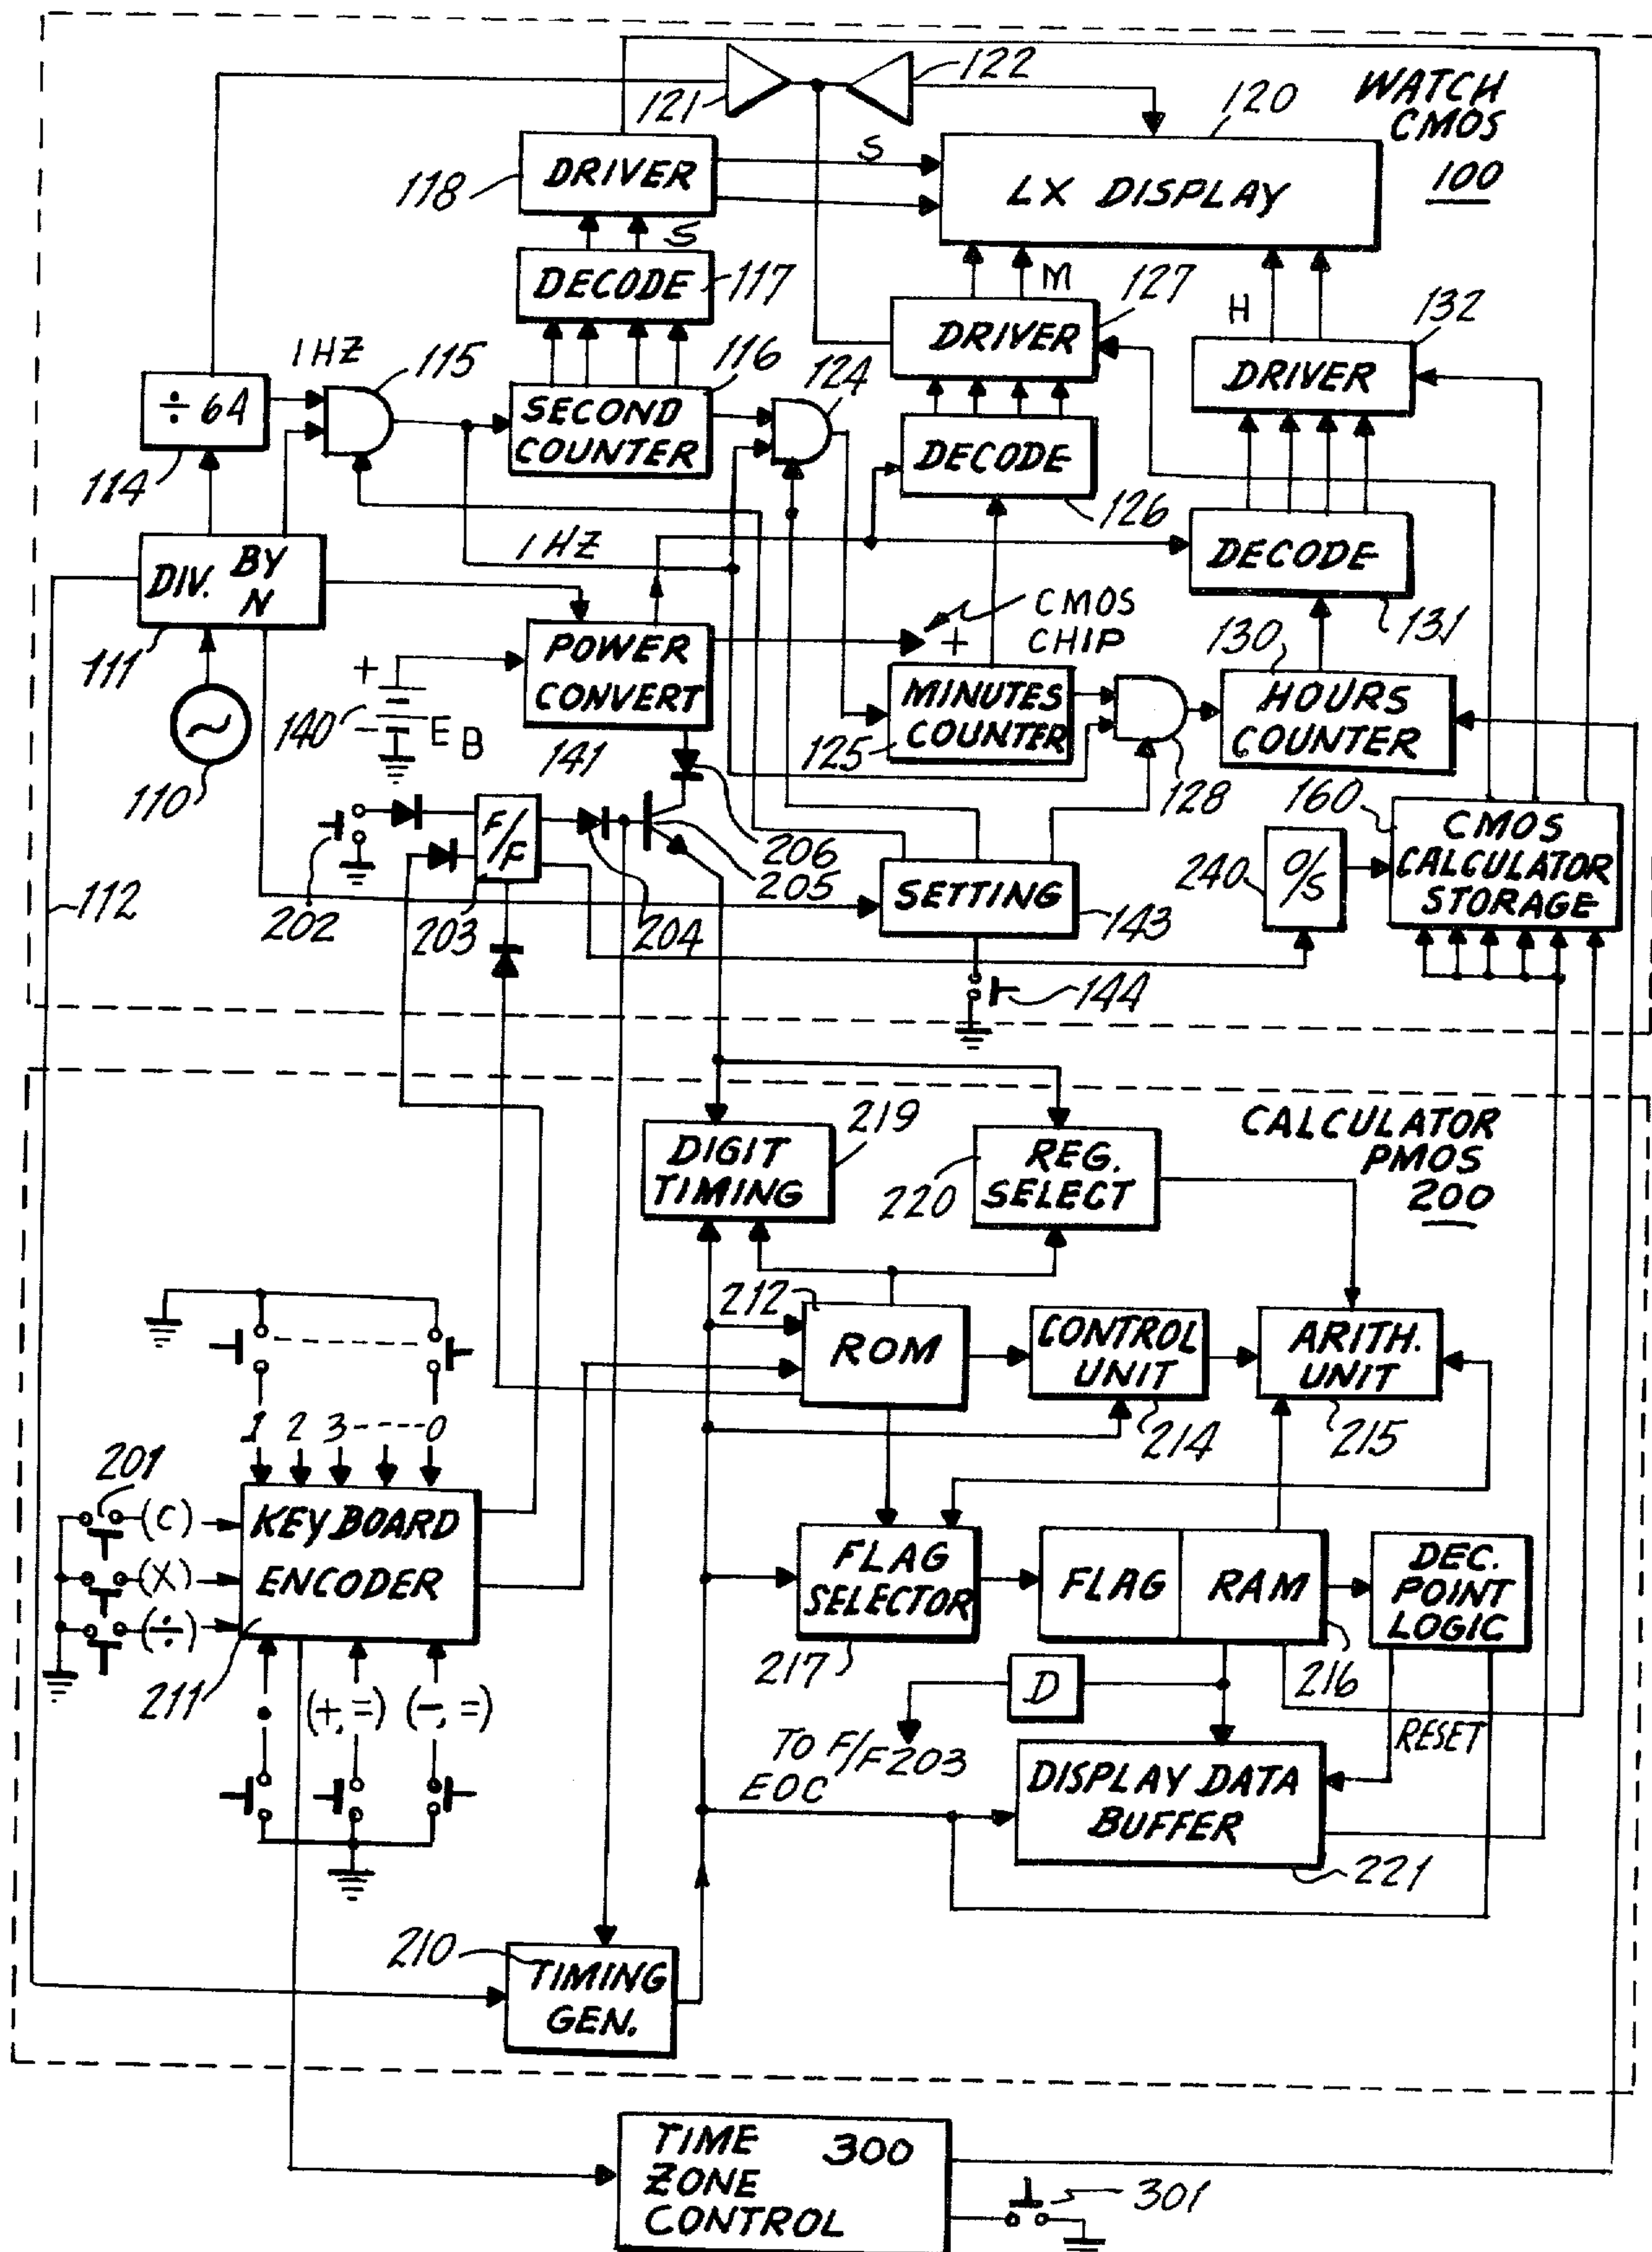 WATCH
CMOS
100
121
122
120
118
DRIVER
S
LX DISPLAY
S
DECODE
117
M
127
H
132
1 HZ
115
116
124
DRIVER
DRIVER
÷ 64
SECOND
COUNTER
DECODE
114
126
1 HZ
DECODE
DIV. BY
N
CMOS
CHIP
+
131
111
POWER
CONVERT
130
+
140
-
E B
MINUTES
COUNTER
125
HOURS
COUNTER
110
141
128
160
F/F
206
205
CMOS
CALCULATOR
STORAGE
240
O/S
112
202
203
204
SETTING
143
144
219
CALCULATOR
PMOS
200
DIGIT
TIMING
220
REG.
SELECT
212
ROM
CONTROL
UNIT
ARITH.
UNIT
1 2 3----0
214
215
201
(C)
KEYBOARD
ENCODER
(X)
(÷)
FLAG
SELECTOR
FLAG
RAM
DEC.
POINT
LOGIC
211
217
216
. (+,=) (-,=)
D
RESET
TO F/F203
EOC
DISPLAY DATA
BUFFER
221
210
TIMING
GEN.
TIME 300
ZONE
CONTROL
301